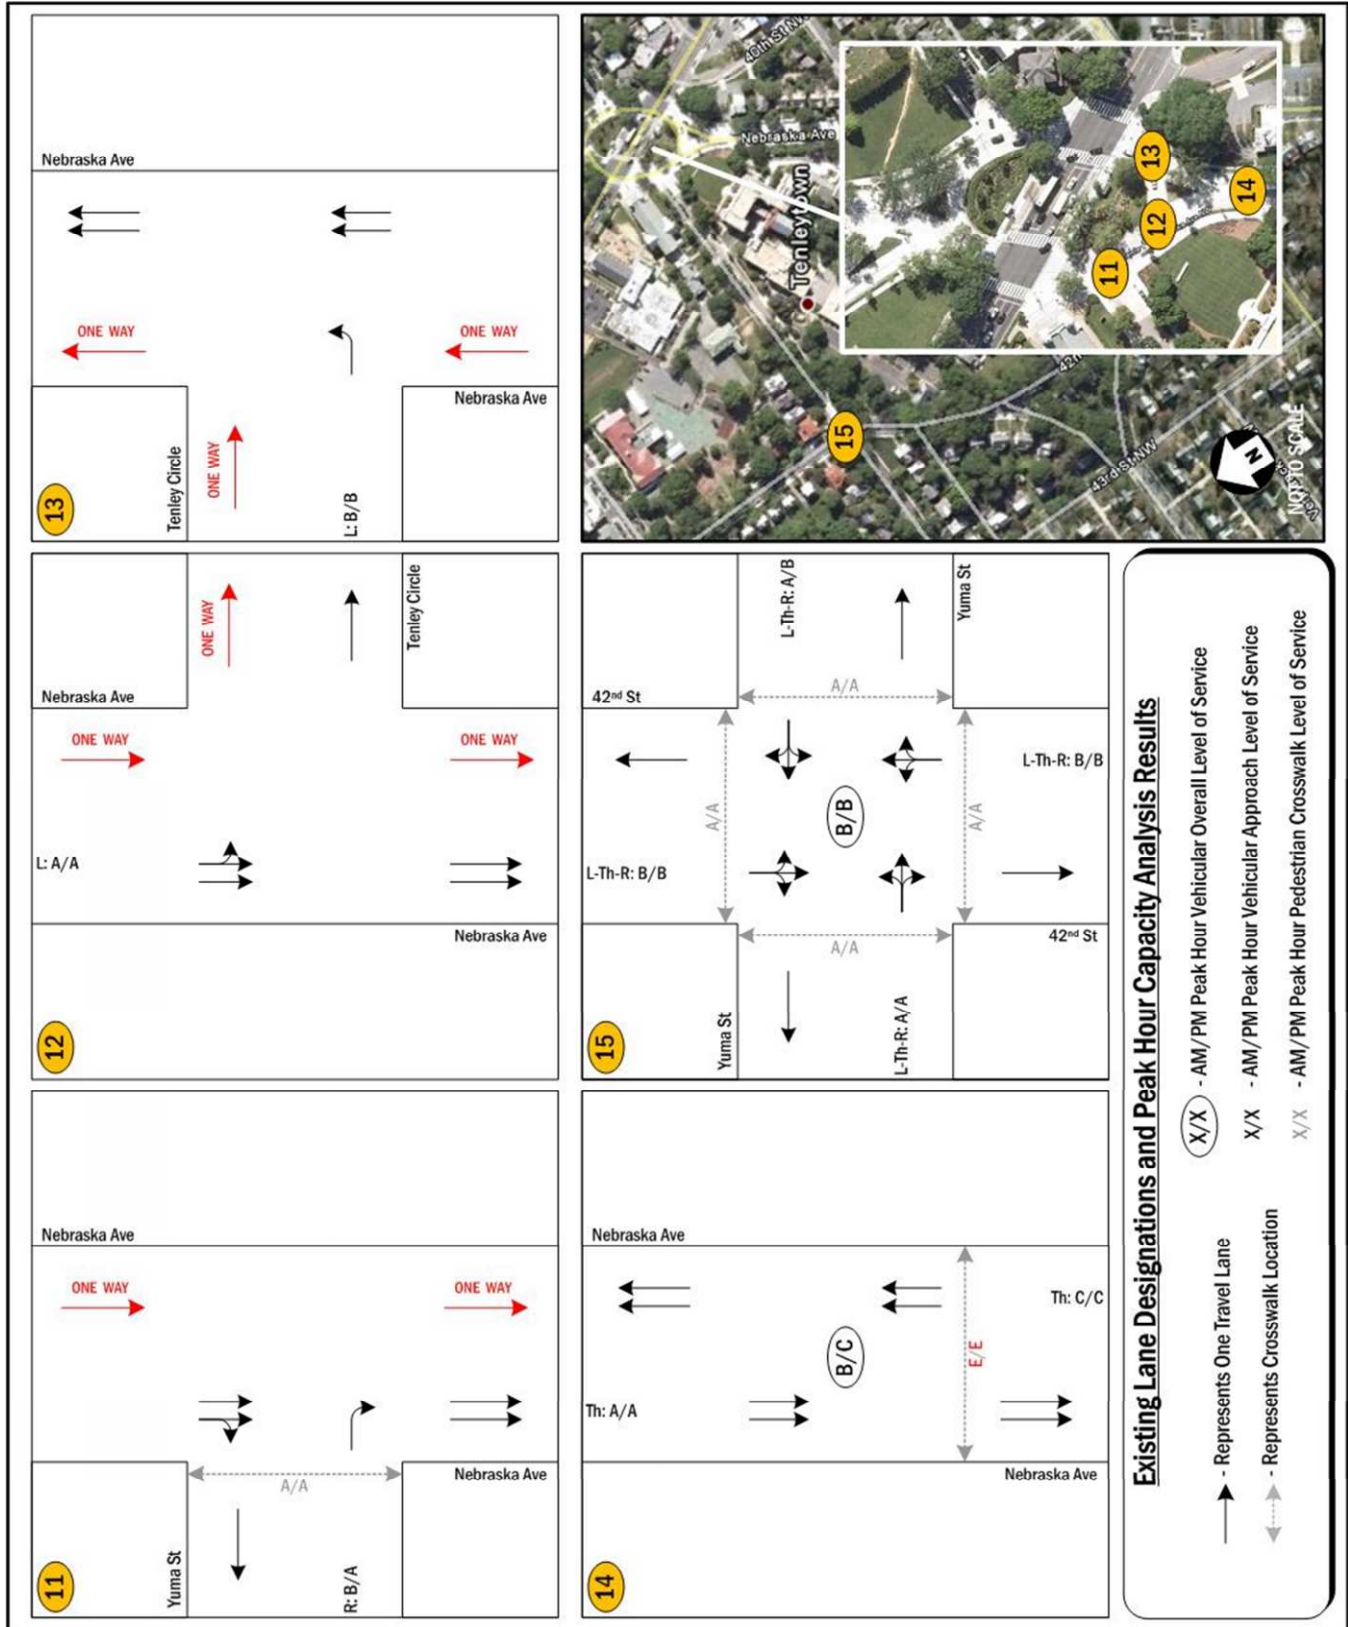 11
Nebraska Ave
ONE WAY
ONE WAY
Yuma St
A/A
R: B/A
Nebraska Ave
12
Nebraska Ave
ONE WAY
ONE WAY
L: A/A
ONE WAY
Tenley Circle
Nebraska Ave
13
Nebraska Ave
ONE WAY
ONE WAY
Tenley Circle
ONE WAY
L: B/B
Nebraska Ave
14
Nebraska Ave
Th: A/A
B/C
Th: C/C
E/E
Nebraska Ave
15
42nd St
L-Th-R: B/B
A/A
Yuma St
A/A
B/B
A/A
L-Th-R: A/B
L-Th-R: A/A
A/A
L-Th-R: B/B
Yuma St
42nd St
40th St NW
Nebraska Ave
Tenleytown
11
12
13
14
15
43rd St NW
N
NOT TO SCALE
Existing Lane Designations and Peak Hour Capacity Analysis Results
- Represents One Travel Lane
- Represents Crosswalk Location
X/X - AM/PM Peak Hour Vehicular Overall Level of Service
X/X - AM/PM Peak Hour Vehicular Approach Level of Service
X/X - AM/PM Peak Hour Pedestrian Crosswalk Level of Service